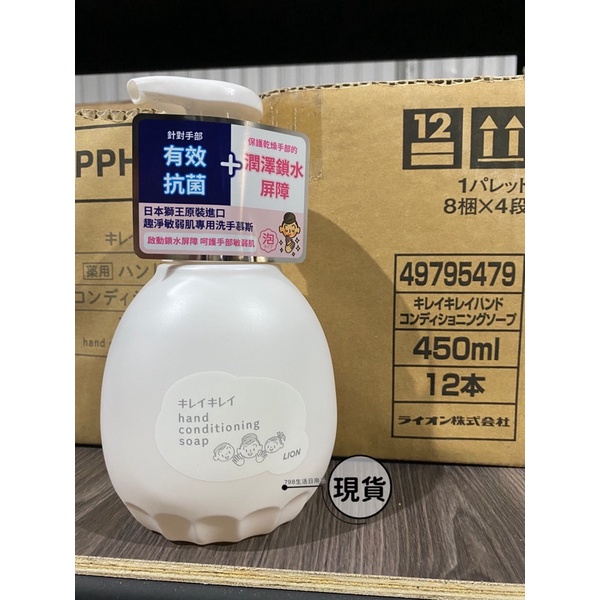 針對手部
有效
抗菌
+
保護乾燥手部的
潤澤鎖水
屏障
日本獅王原裝進口
趣淨敏弱肌專用洗手慕斯
啟動鎖水屏障 呵護手部敏弱肌
泡
キレイキレイ
hand
conditioning
soap
LION
798生活日用
現貨
PPH
キレイキ
薬用 ハン
コンディショ
hand
12
1パレット
8梱×4段
49795479
キレイキレイハンド
コンディショニングソープ
450ml
12本
ライオン株式会社